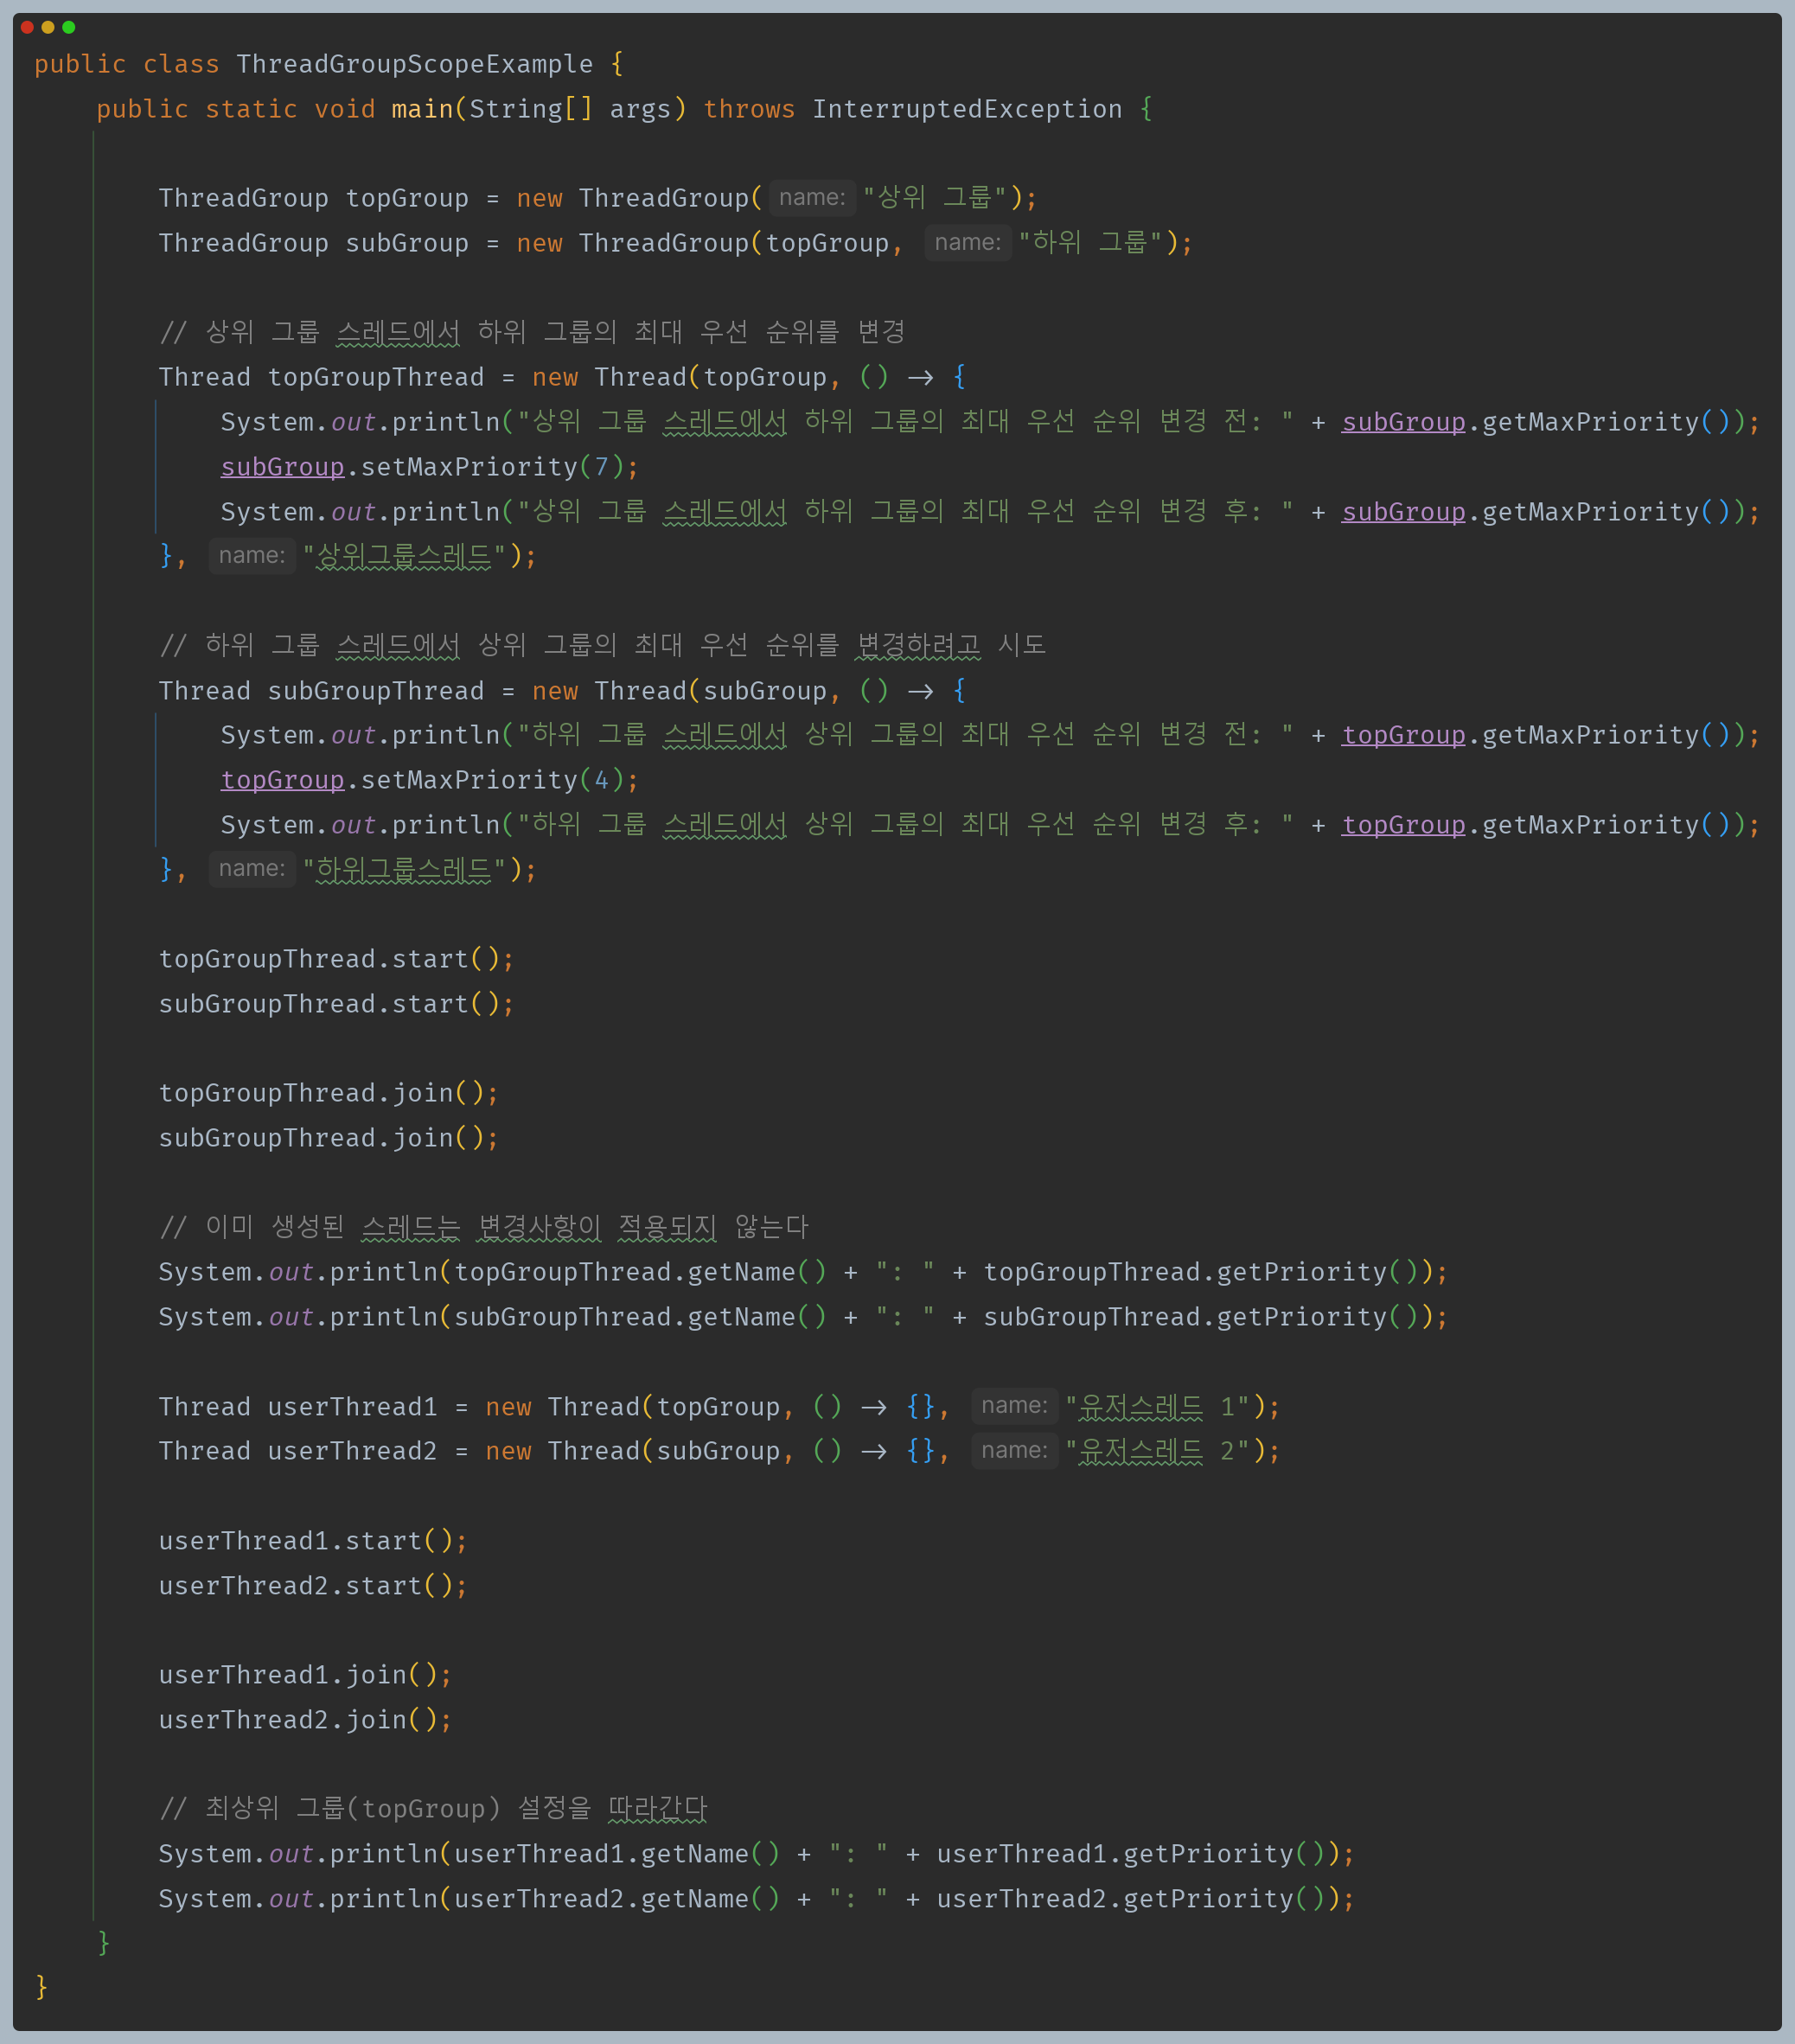 public class ThreadGroupScopeExample {
public static void main(String[] args) throws InterruptedException {
ThreadGroup topGroup = new ThreadGroup( name: "상위 그룹");
ThreadGroup subGroup = new ThreadGroup(topGroup, name: "하위 그룹");
// 상위 그룹 스레드에서 하위 그룹의 최대 우선 순위를 변경
Thread topGroupThread = new Thread(topGroup, () -> {
System.out.println("상위 그룹 스레드에서 하위 그룹의 최대 우선 순위 변경 전: " + subGroup.getMaxPriority());
subGroup.setMaxPriority(7);
System.out.println("상위 그룹 스레드에서 하위 그룹의 최대 우선 순위 변경 후: " + subGroup.getMaxPriority());
}, name: "상위그룹스레드");
// 하위 그룹 스레드에서 상위 그룹의 최대 우선 순위를 변경하려고 시도
Thread subGroupThread = new Thread(subGroup, () -> {
System.out.println("하위 그룹 스레드에서 상위 그룹의 최대 우선 순위 변경 전: " + topGroup.getMaxPriority());
topGroup.setMaxPriority(4);
System.out.println("하위 그룹 스레드에서 상위 그룹의 최대 우선 순위 변경 후: " + topGroup.getMaxPriority());
}, name: "하위그룹스레드");
topGroupThread.start();
subGroupThread.start();
topGroupThread.join();
subGroupThread.join();
// 이미 생성된 스레드는 변경사항이 적용되지 않는다
System.out.println(topGroupThread.getName() + ": " + topGroupThread.getPriority());
System.out.println(subGroupThread.getName() + ": " + subGroupThread.getPriority());
Thread userThread1 = new Thread(topGroup, () -> {}, name: "유저스레드 1");
Thread userThread2 = new Thread(subGroup, () -> {}, name: "유저스레드 2");
userThread1.start();
userThread2.start();
userThread1.join();
userThread2.join();
// 최상위 그룹(topGroup) 설정을 따라간다
System.out.println(userThread1.getName() + ": " + userThread1.getPriority());
System.out.println(userThread2.getName() + ": " + userThread2.getPriority());
}
}